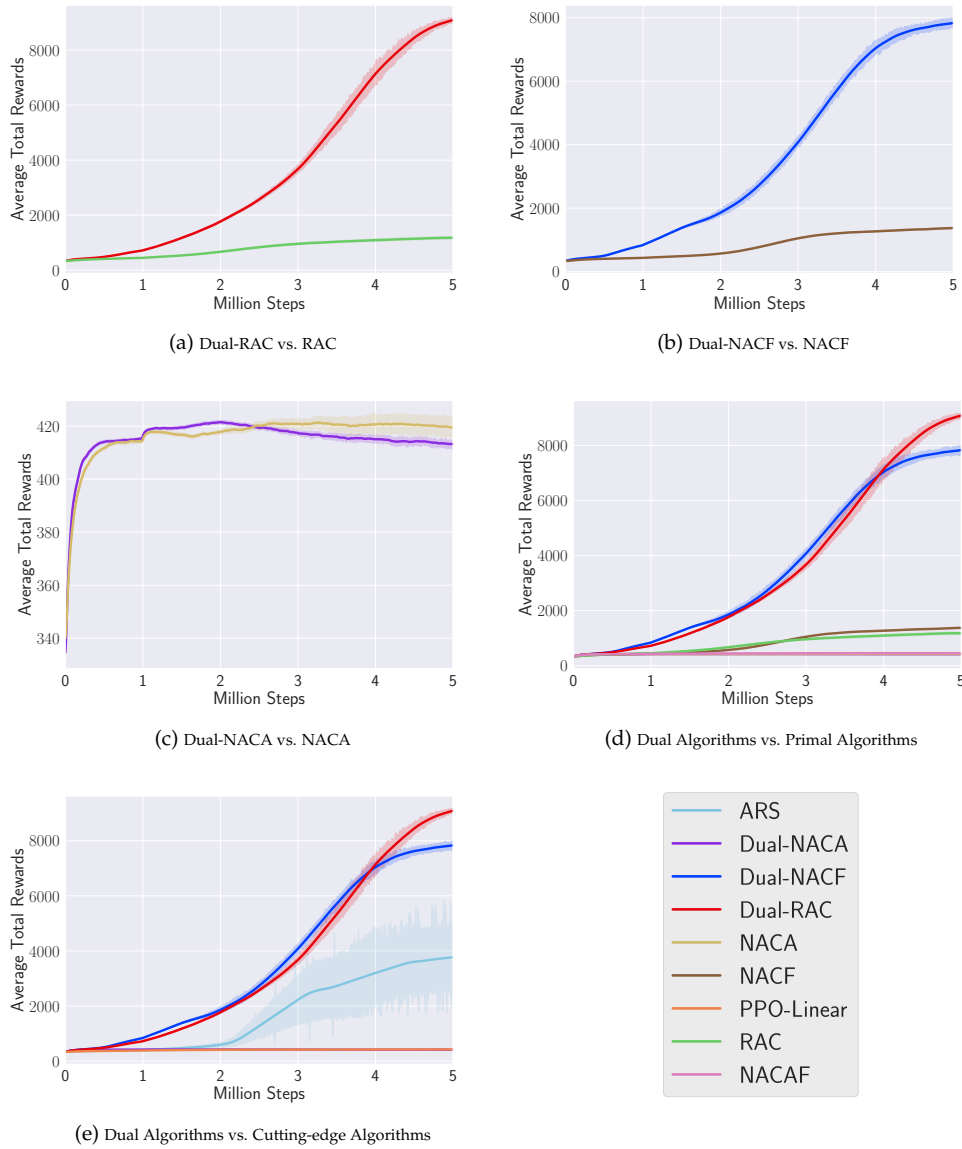 Average Total Rewards
8000
6000
4000
2000
0
0 1 2 3 4 5
Million Steps
(a) Dual-RAC vs. RAC
Average Total Rewards
8000
6000
4000
2000
0
0 1 2 3 4 5
Million Steps
(b) Dual-NACF vs. NACF
Average Total Rewards
420
400
380
360
340
0 1 2 3 4 5
Million Steps
(c) Dual-NACA vs. NACA
Average Total Rewards
8000
6000
4000
2000
0
0 1 2 3 4 5
Million Steps
(d) Dual Algorithms vs. Primal Algorithms
Average Total Rewards
8000
6000
4000
2000
0
0 1 2 3 4 5
Million Steps
(e) Dual Algorithms vs. Cutting-edge Algorithms
ARS
Dual-NACA
Dual-NACF
Dual-RAC
NACA
NACF
PPO-Linear
RAC
NACAF